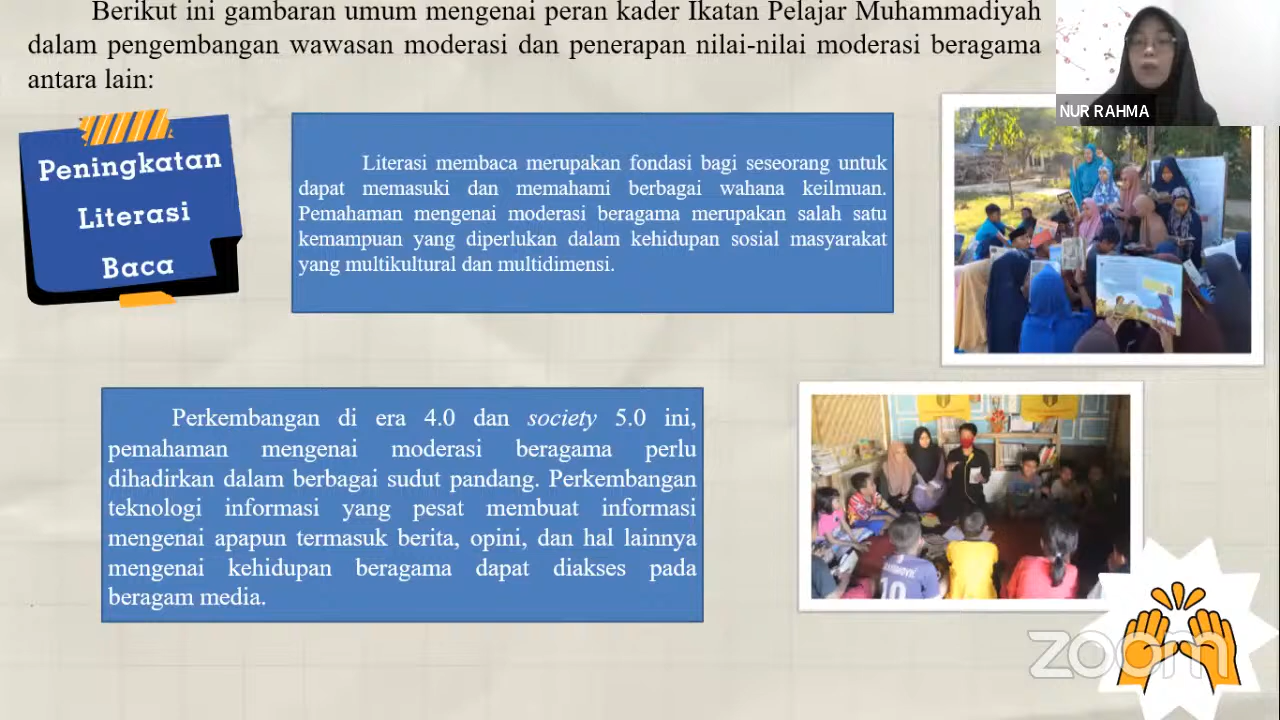 Berikut ini gambaran umum mengenai peran kader Ikatan Pelajar Muhammadiyah
dalam pengembangan wawasan moderasi dan penerapan nilai-nilai moderasi beragama
antara lain:
NUR RAHMA
Peningkatan
Literasi
Baca
Literasi membaca merupakan fondasi bagi seseorang untuk
dapat memasuki dan memahami berbagai wahana keilmuan.
Pemahaman mengenai moderasi beragama merupakan salah satu
kemampuan yang diperlukan dalam kehidupan sosial masyarakat
yang multikultural dan multidimensi.
Perkembangan di era 4.0 dan society 5.0 ini,
pemahaman mengenai moderasi beragama perlu
dihadirkan dalam berbagai sudut pandang. Perkembangan
teknologi informasi yang pesat membuat informasi
mengenai apapun termasuk berita, opini, dan hal lainnya
mengenai kehidupan beragama dapat diakses pada
beragam media.
10
zoom